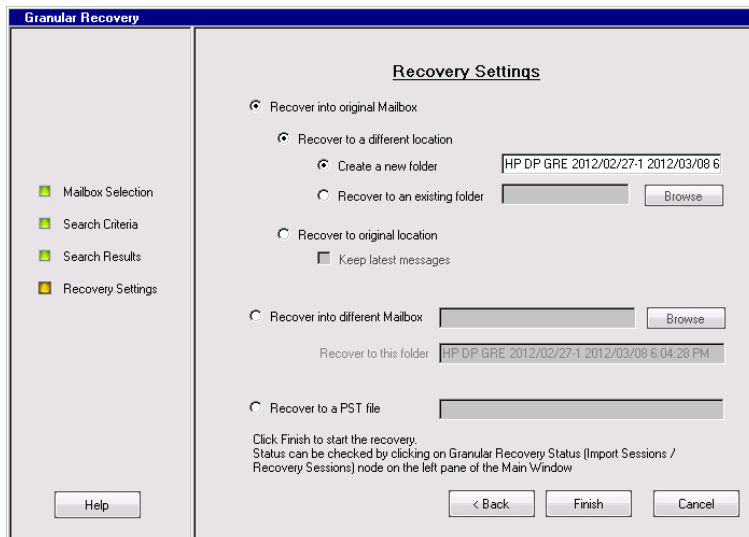 Granular Recovery
Recovery Settings
Recover into original Mailbox
Recover to a different location
Create a new folder HP DP GRE 2012/02/27-1 2012/03/08 6
Recover to an existing folder Browse
Recover to original location
Keep latest messages
Mailbox Selection
Search Criteria
Search Results
Recovery Settings
Recover into different Mailbox Browse
Recover to this folder HP DP GRE 2012/02/27-1 2012/03/08 6:04:28 PM
Recover to a PST file
Click Finish to start the recovery.
Status can be checked by clicking on Granular Recovery Status (Import Sessions /
Recovery Sessions) node on the left pane of the Main Window
Help < Back Finish Cancel